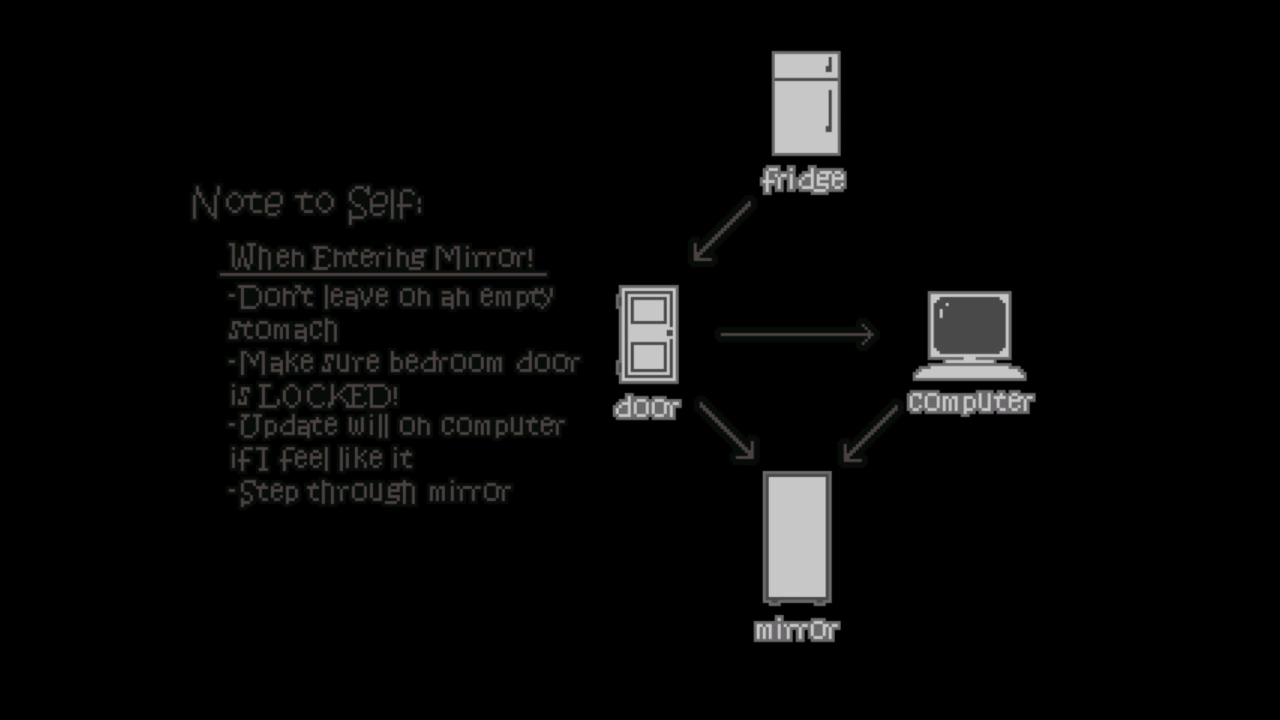 Note to Self:
When Entering Mirror!
-Don't leave on an empty
stomach
-Make sure bedroom door
is LOCKED!
-Update will on computer
if I feel like it
-Step through mirror
fridge
door
computer
mirror